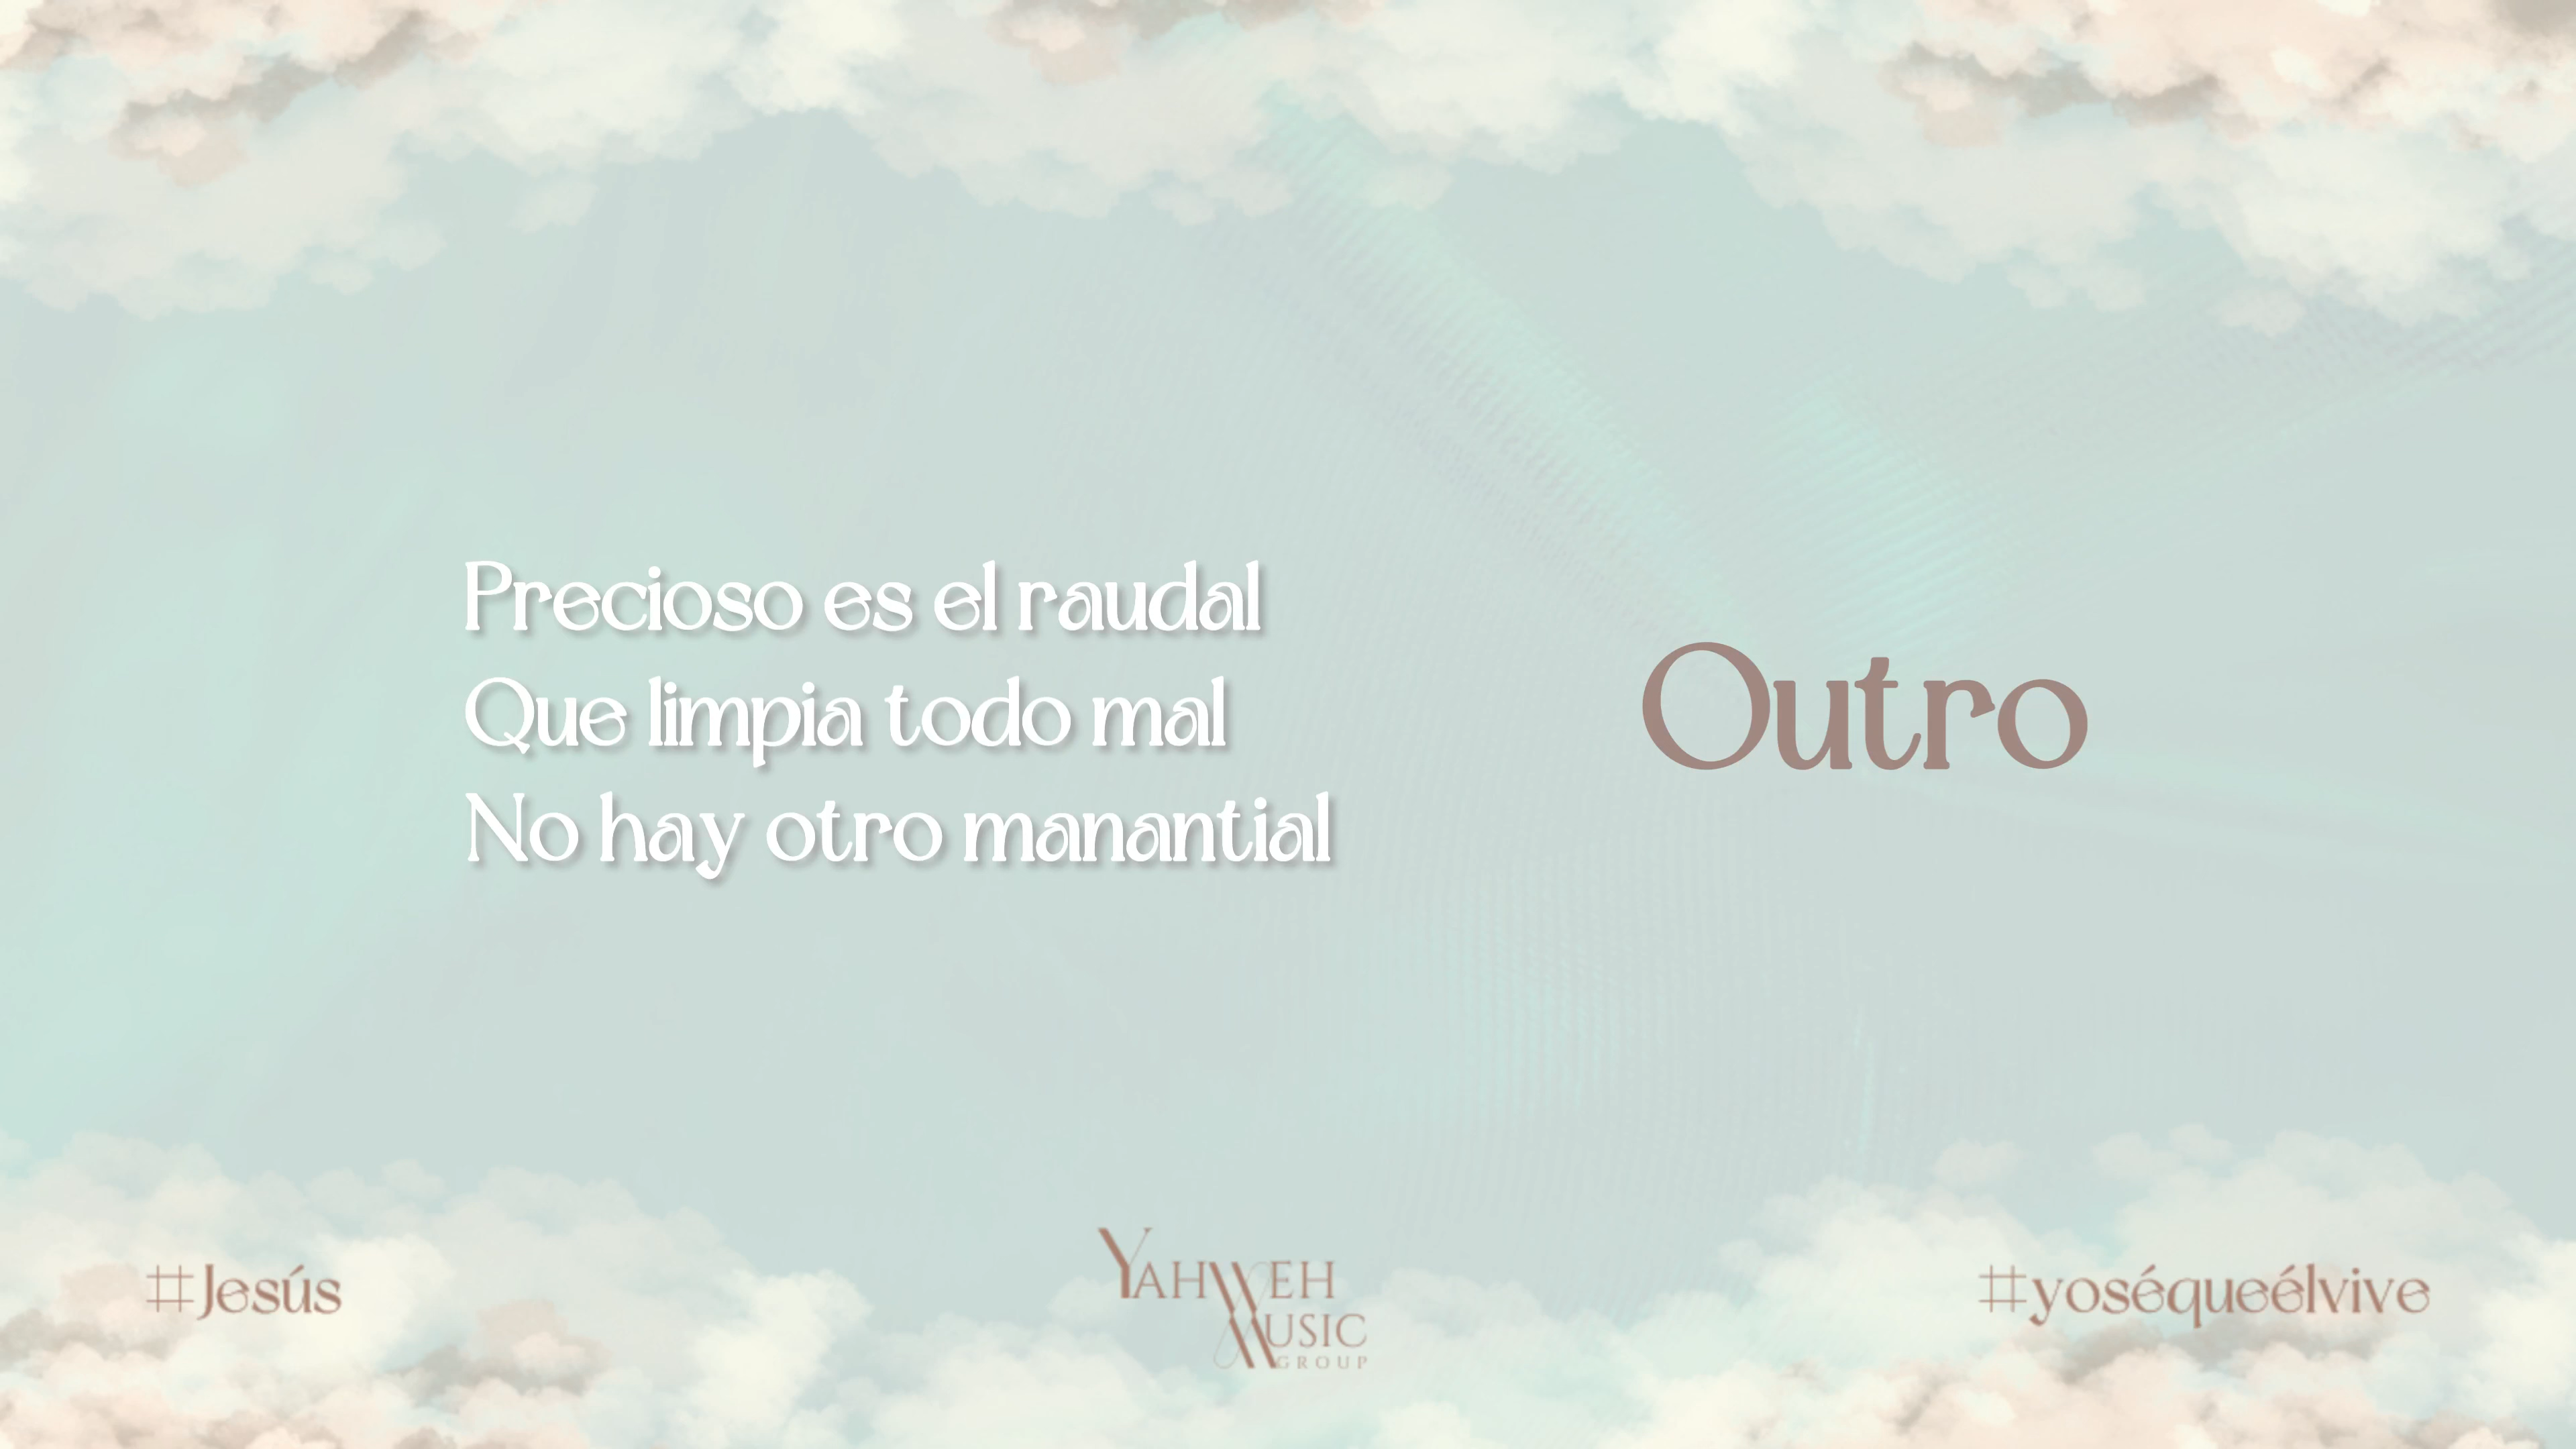 Precioso es el raudal
Que limpia todo mal
No hay otro manantial
Outro
#Jesús
YAHWEH
MUSIC
GROUP
#yoséqueélvive